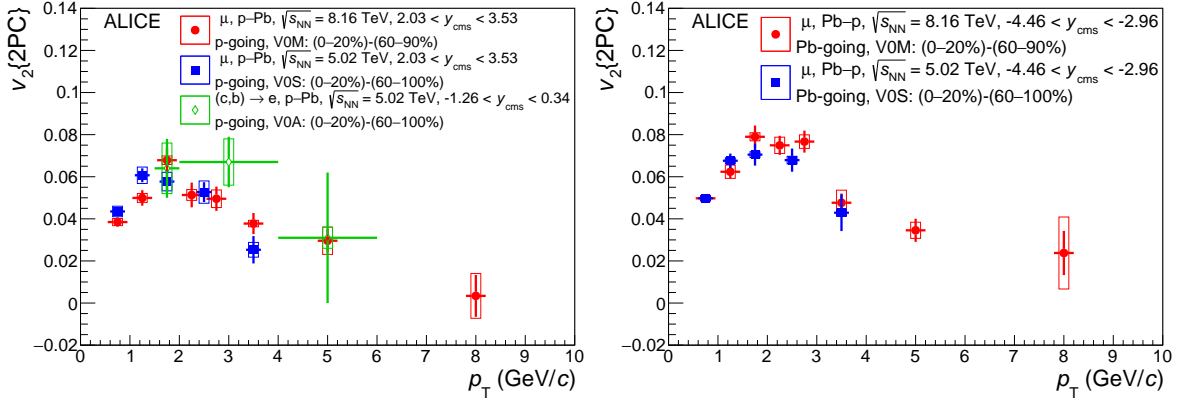 ALICE
μ, p–Pb, √sNN = 8.16 TeV, 2.03 < ycms < 3.53
p-going, V0M: (0–20%)-(60–90%)
μ, p–Pb, √sNN = 5.02 TeV, 2.03 < ycms < 3.53
p-going, V0S: (0–20%)-(60–100%)
(c,b) → e, p–Pb, √sNN = 5.02 TeV, -1.26 < ycms < 0.34
p-going, V0A: (0–20%)-(60–100%)
v2{2PC}
0.14
0.12
0.1
0.08
0.06
0.04
0.02
0
−0.02
0 1 2 3 4 5 6 7 8 9 10
pT (GeV/c)
ALICE
μ, Pb–p, √sNN = 8.16 TeV, -4.46 < ycms < -2.96
Pb-going, V0M: (0–20%)-(60–90%)
μ, Pb–p, √sNN = 5.02 TeV, -4.46 < ycms < -2.96
Pb-going, V0S: (0–20%)-(60–100%)
v2{2PC}
0.14
0.12
0.1
0.08
0.06
0.04
0.02
0
−0.02
0 1 2 3 4 5 6 7 8 9 10
pT (GeV/c)